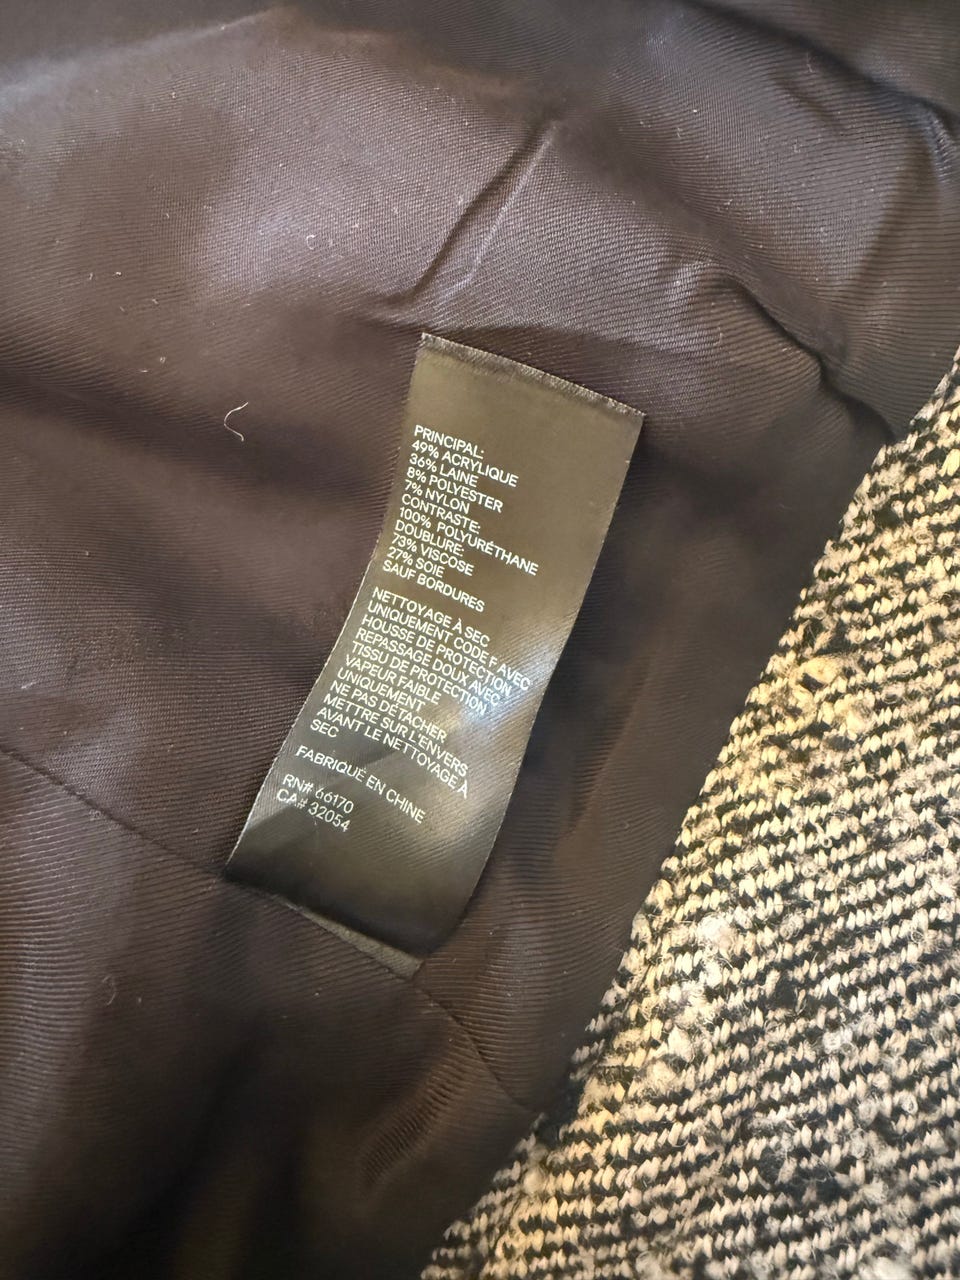 PRINCIPAL:
49% ACRYLIQUE
36% LAINE
8% POLYESTER
7% NYLON
CONTRASTE:
100% POLYURÉTHANE
DOUBLURE:
73% VISCOSE
27% SOIE
SAUF BORDURES
NETTOYAGE À SEC
UNIQUEMENT CODE F AVEC
HOUSSE DE PROTECTION
REPASSAGE DOUX AVEC
TISSU DE PROTECTION
VAPEUR FAIBLE
UNIQUEMENT
NE PAS DÉTACHER
METTRE SUR L'ENVERS
AVANT LE NETTOYAGE À
SEC
FABRIQUÉ EN CHINE
RN# 66170
CA# 32054